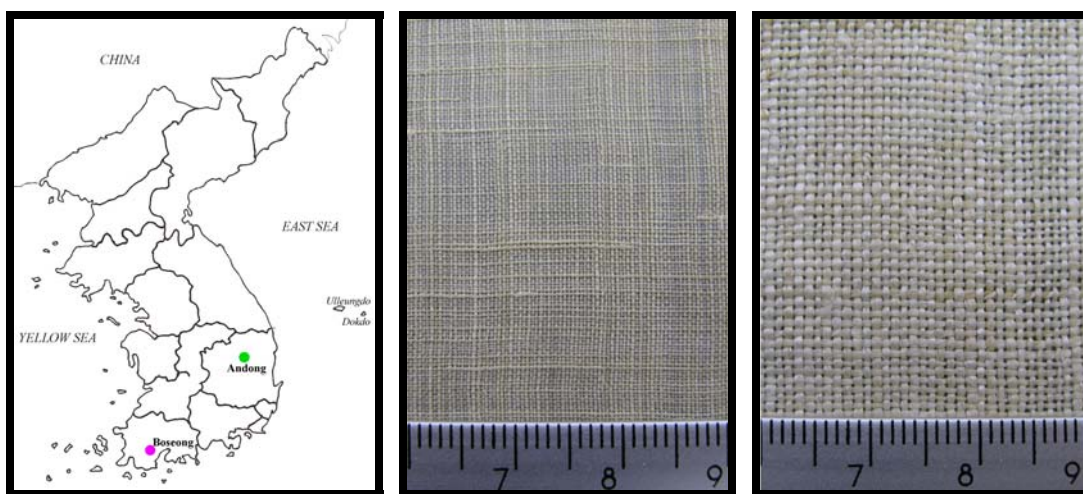 CHINA
EAST SEA
Ulleungdo
Dokdo
YELLOW SEA
Andong
Boseong
7 8 9
7 8 9